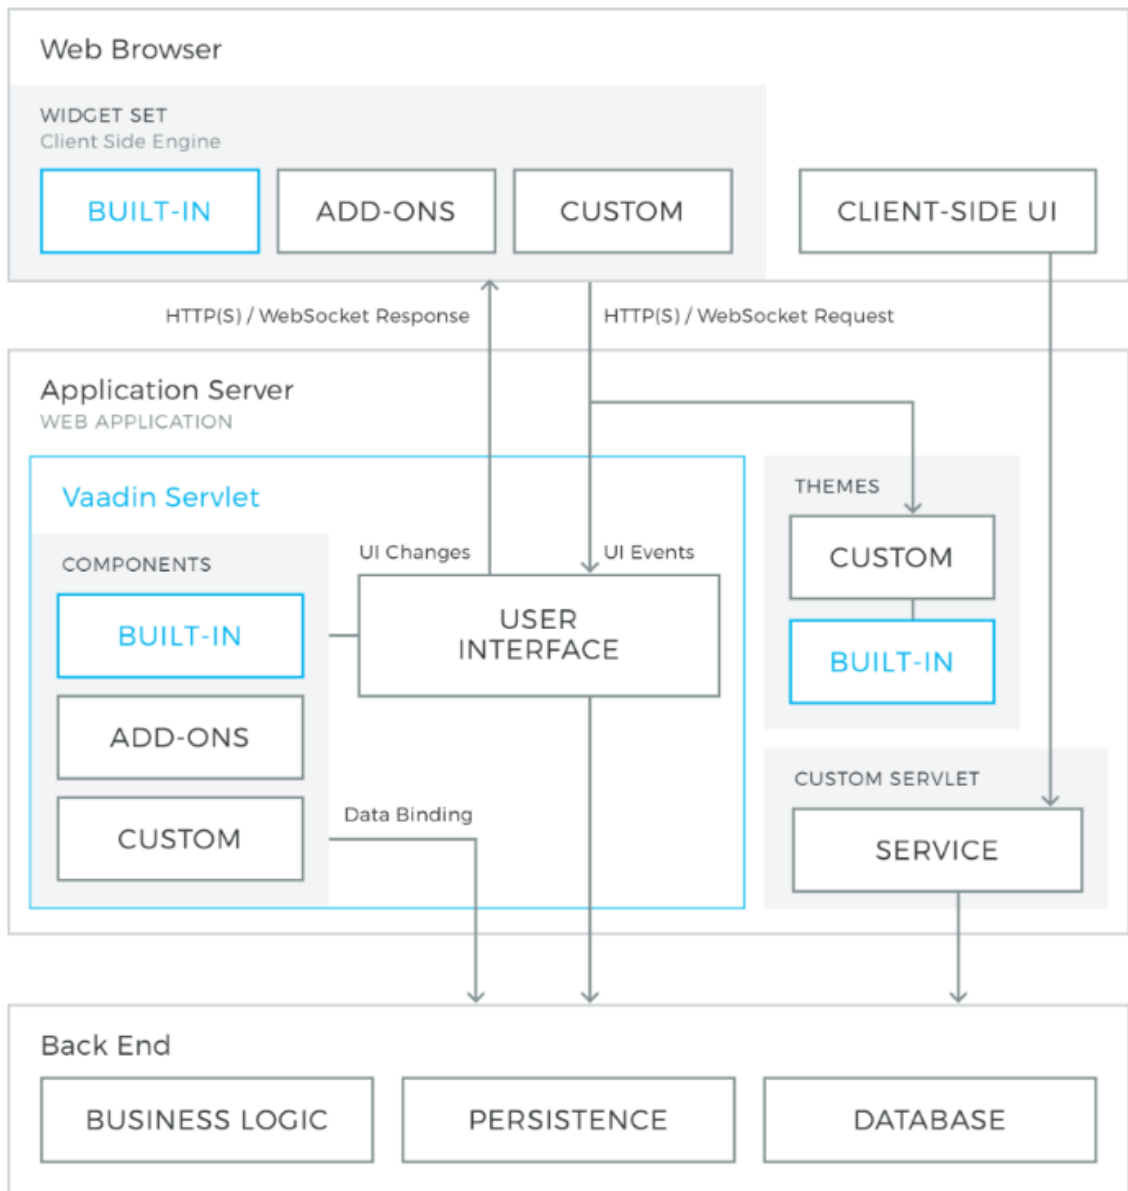 Web Browser
WIDGET SET
Client Side Engine
BUILT-IN
ADD-ONS
CUSTOM
CLIENT-SIDE UI
HTTP(S) / WebSocket Response
HTTP(S) / WebSocket Request
Application Server
WEB APPLICATION
Vaadin Servlet
COMPONENTS
BUILT-IN
ADD-ONS
CUSTOM
UI Changes
UI Events
USER
INTERFACE
Data Binding
THEMES
CUSTOM
BUILT-IN
CUSTOM SERVLET
SERVICE
Back End
BUSINESS LOGIC
PERSISTENCE
DATABASE